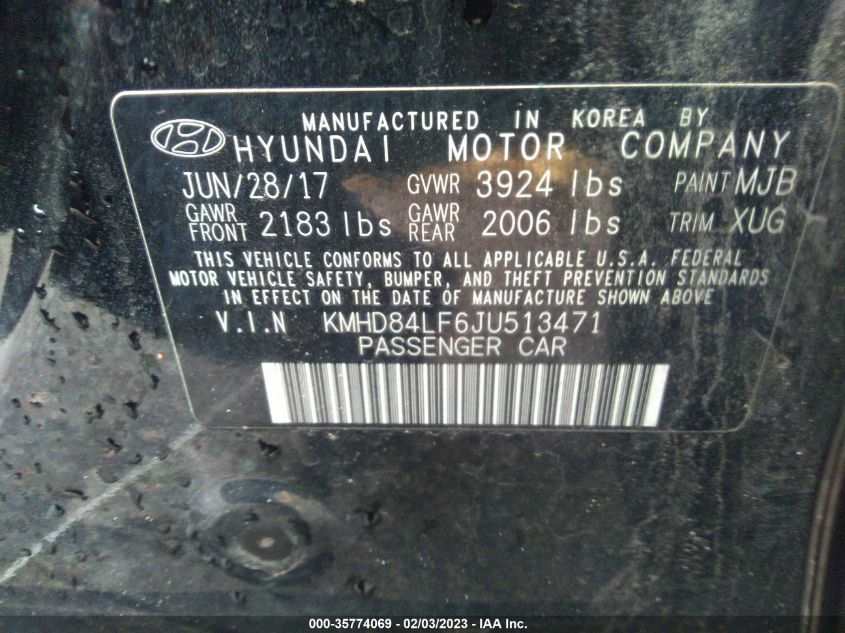 MANUFACTURED IN KOREA BY
HYUNDAI MOTOR COMPANY
JUN/28/17 GVWR 3924 lbs PAINT MJB
GAWR FRONT 2183 lbs GAWR REAR 2006 lbs TRIM XUG
THIS VEHICLE CONFORMS TO ALL APPLICABLE U.S.A. FEDERAL
MOTOR VEHICLE SAFETY, BUMPER, AND THEFT PREVENTION STANDARDS
IN EFFECT ON THE DATE OF MANUFACTURE SHOWN ABOVE
V.I.N KMHD84LF6JU513471
PASSENGER CAR
000-35774069 - 02/03/2023 - IAA Inc.